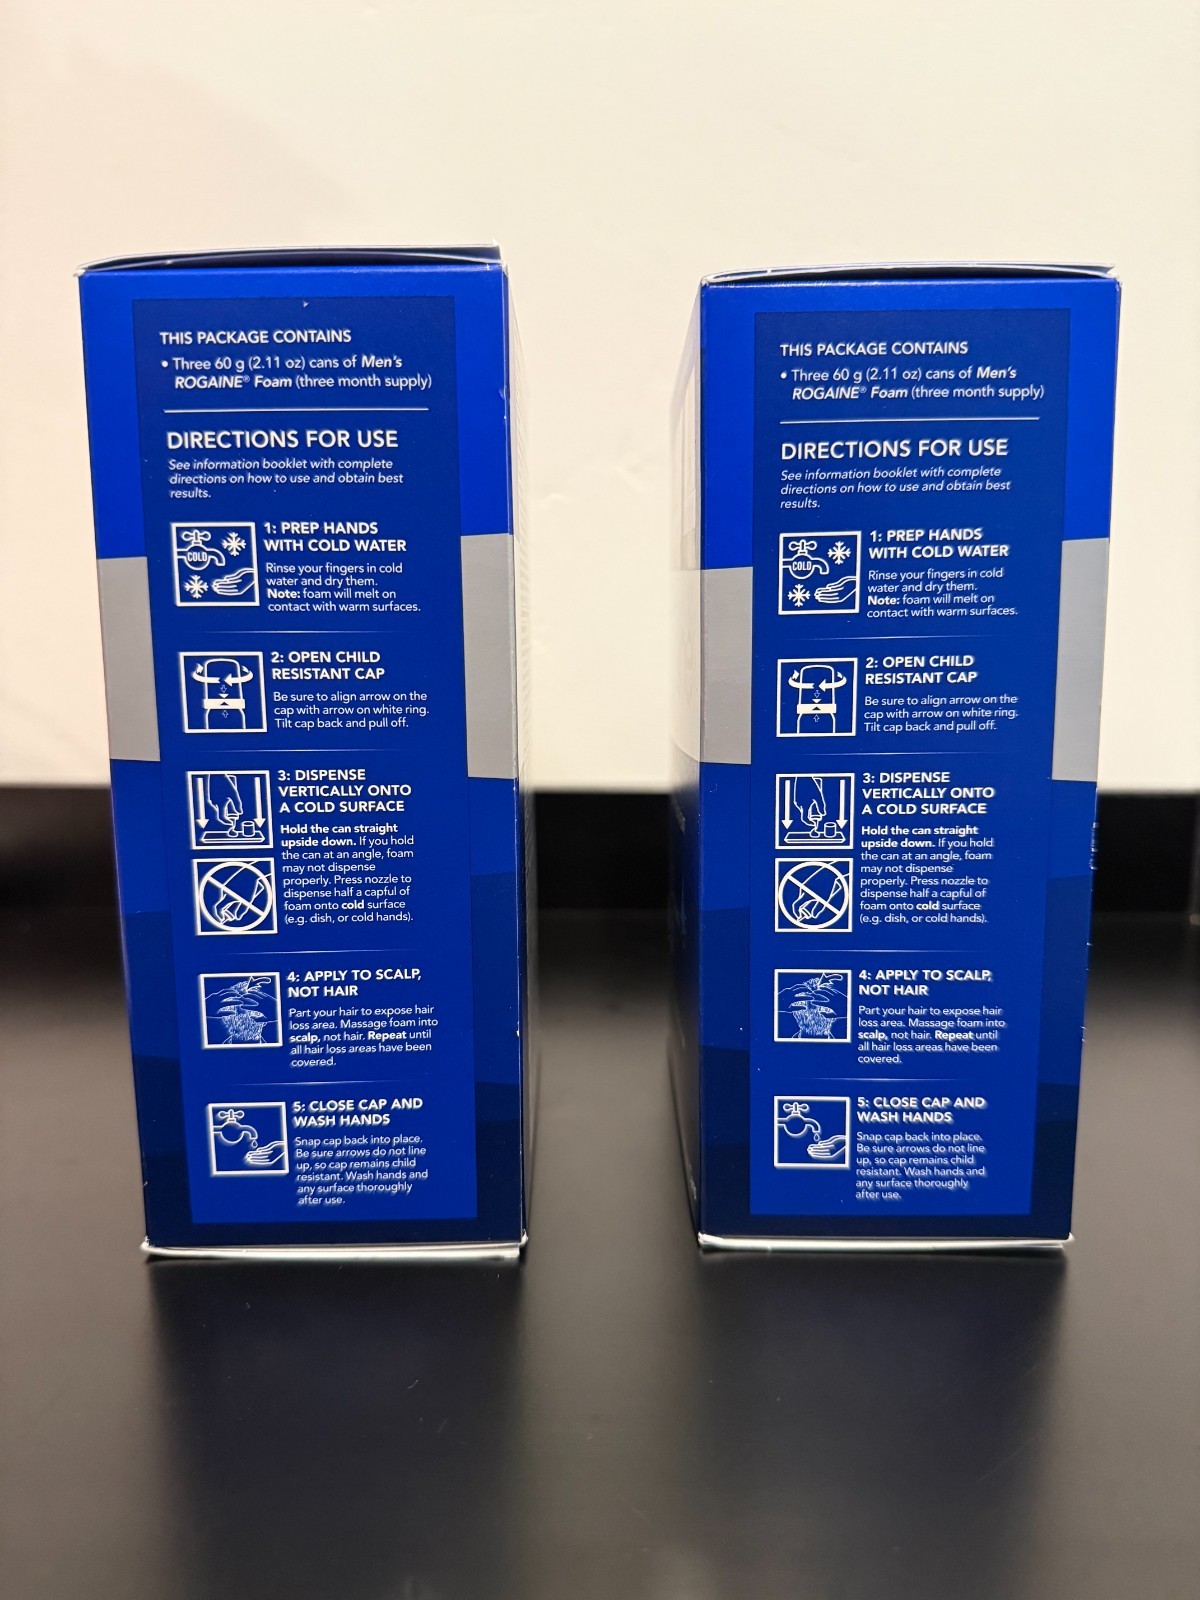 THIS PACKAGE CONTAINS
• Three 60 g (2.11 oz) cans of Men's
ROGAINE® Foam (three month supply)
DIRECTIONS FOR USE
See information booklet with complete
directions on how to use and obtain best
results.
COLD
1: PREP HANDS
WITH COLD WATER
Rinse your fingers in cold
water and dry them.
Note: foam will melt on
contact with warm surfaces.
2: OPEN CHILD
RESISTANT CAP
Be sure to align arrow on the
cap with arrow on white ring.
Tilt cap back and pull off.
3: DISPENSE
VERTICALLY ONTO
A COLD SURFACE
Hold the can straight
upside down. If you hold
the can at an angle, foam
may not dispense
properly. Press nozzle to
dispense half a capful of
foam onto cold surface
(e.g. dish, or cold hands).
4: APPLY TO SCALP,
NOT HAIR
Part your hair to expose hair
loss area. Massage foam into
scalp, not hair. Repeat until
all hair loss areas have been
covered.
5: CLOSE CAP AND
WASH HANDS
Snap cap back into place.
Be sure arrows do not line
up, so cap remains child
resistant. Wash hands and
any surface thoroughly
after use.
THIS PACKAGE CONTAINS
• Three 60 g (2.11 oz) cans of Men's
ROGAINE® Foam (three month supply)
DIRECTIONS FOR USE
See information booklet with complete
directions on how to use and obtain best
results.
COLD
1: PREP HANDS
WITH COLD WATER
Rinse your fingers in cold
water and dry them.
Note: foam will melt on
contact with warm surfaces.
2: OPEN CHILD
RESISTANT CAP
Be sure to align arrow on the
cap with arrow on white ring.
Tilt cap back and pull off.
3: DISPENSE
VERTICALLY ONTO
A COLD SURFACE
Hold the can straight
upside down. If you hold
the can at an angle, foam
may not dispense
properly. Press nozzle to
dispense half a capful of
foam onto cold surface
(e.g. dish, or cold hands).
4: APPLY TO SCALP,
NOT HAIR
Part your hair to expose hair
loss area. Massage foam into
scalp, not hair. Repeat until
all hair loss areas have been
covered.
5: CLOSE CAP AND
WASH HANDS
Snap cap back into place.
Be sure arrows do not line
up, so cap remains child
resistant. Wash hands and
any surface thoroughly
after use.